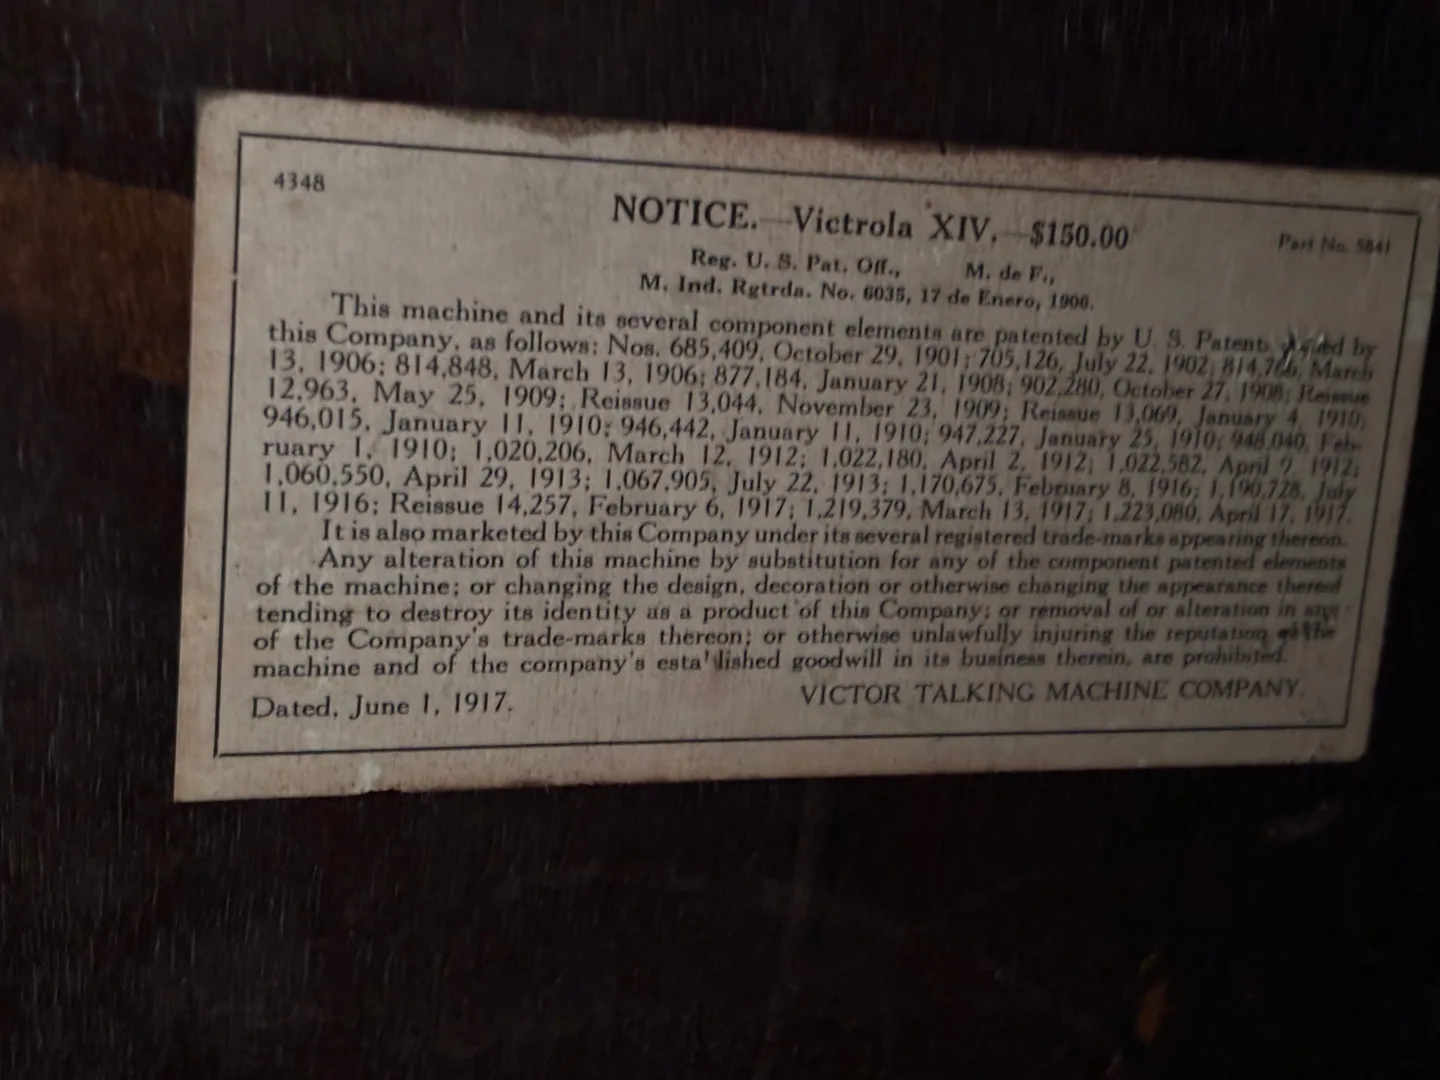 4348
NOTICE.—Victrola XIV,—$150.00
Part No. 5841
Reg. U. S. Pat. Off., M. de F.,
M. Ind. Rgtrda. No. 6035, 17 de Enero, 1906.
This machine and its several component elements are patented by U. S. Patents by
this Company, as follows: Nos. 685,409, October 29, 1901; 705,126, July 22, 1902; 814,786, March
13, 1906; 814,848, March 13, 1906; 877,184, January 21, 1908; 902,280, October 27, 1908; Reissue
12,963, May 25, 1909; Reissue 13,044, November 23, 1909; Reissue 13,069, January 4, 1910;
946,015, January 11, 1910; 946,442, January 11, 1910; 947,227, January 25, 1910; 948,040, Feb-
ruary 1, 1910; 1,020,206, March 12, 1912; 1,022,180, April 2, 1912; 1,022,582, April 9, 1912;
1,060,550, April 29, 1913; 1,067,905, July 22, 1913; 1,170,675, February 8, 1916; 1,190,728, July
11, 1916; Reissue 14,257, February 6, 1917; 1,219,379, March 13, 1917; 1,223,080, April 17, 1917.
It is also marketed by this Company under its several registered trade-marks appearing thereon.
Any alteration of this machine by substitution for any of the component patented elements
of the machine; or changing the design, decoration or otherwise changing the appearance thereof
tending to destroy its identity as a product of this Company; or removal of or alteration in any
of the Company's trade-marks thereon; or otherwise unlawfully injuring the reputation of the
machine and of the company's established goodwill in its business therein, are prohibited.
Dated, June 1, 1917.
VICTOR TALKING MACHINE COMPANY.